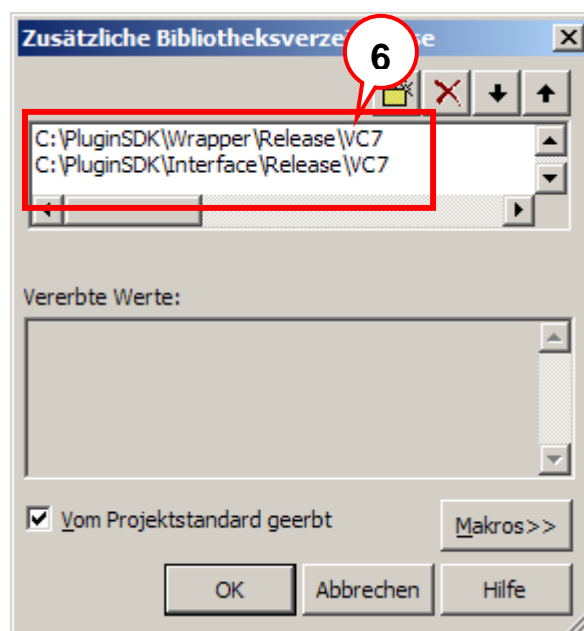 Zusätzliche Bibliotheksverze se
6
C:\PluginSDK\Wrapper\Release\VC7
C:\PluginSDK\Interface\Release\VC7
Vererbte Werte:
Vom Projektstandard geerbt
Makros>>
OK
Abbrechen
Hilfe